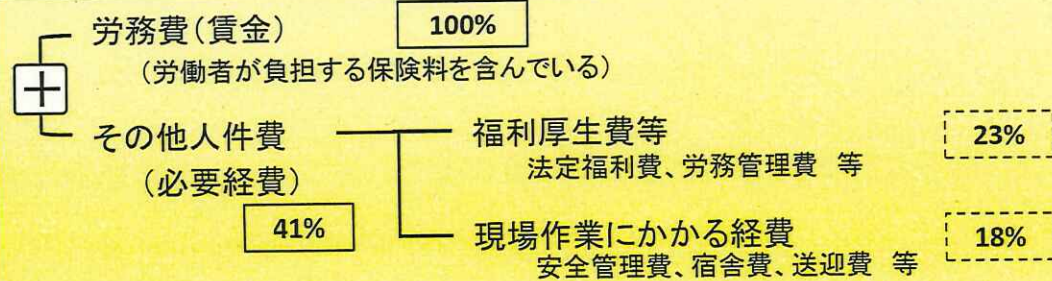 労務費(賃金) 100%
(労働者が負担する保険料を含んでいる)
+
その他人件費 福利厚生費等 23%
法定福利費、労務管理費 等
(必要経費)
41% 現場作業にかかる経費 18%
安全管理費、宿舎費、送迎費 等